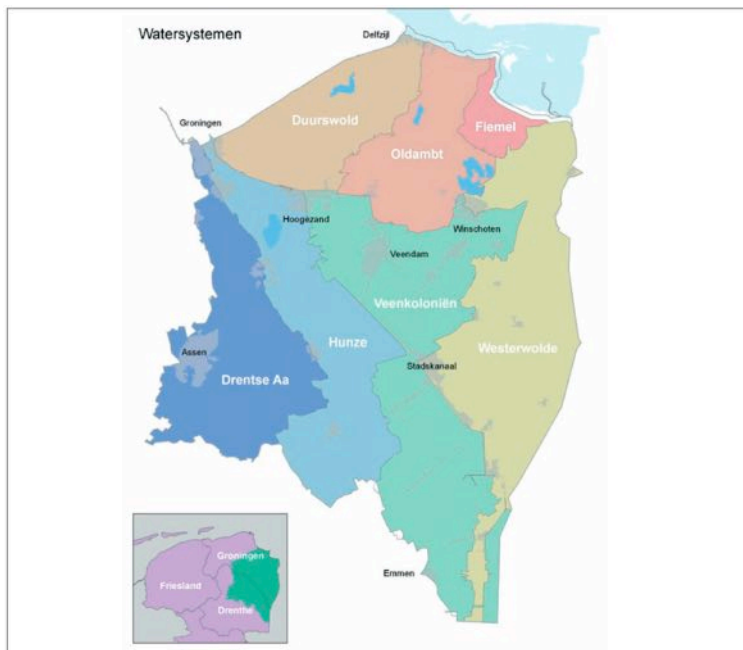 Watersystemen
Delfzijl
Groningen
Duurswold
Fiemel
Oldambt
Hoogezand
Winschoten
Veendam
Veenkoloniën
Hunze
Westerwolde
Assen
Stadskanaal
Drentse Aa
Emmen
Groningen
Friesland
Drenthe